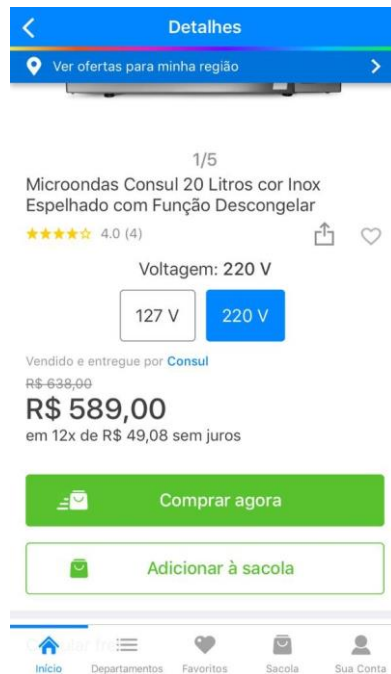 Detalhes
Ver ofertas para minha região
1/5
Microondas Consul 20 Litros cor Inox
Espelhado com Função Descongelar
4.0 (4)
Voltagem: 220 V
127 V
220 V
Vendido e entregue por Consul
R$ 638,00
R$ 589,00
em 12x de R$ 49,08 sem juros
Comprar agora
Adicionar à sacola
Início
Departamentos
Favoritos
Sacola
Sua Conta